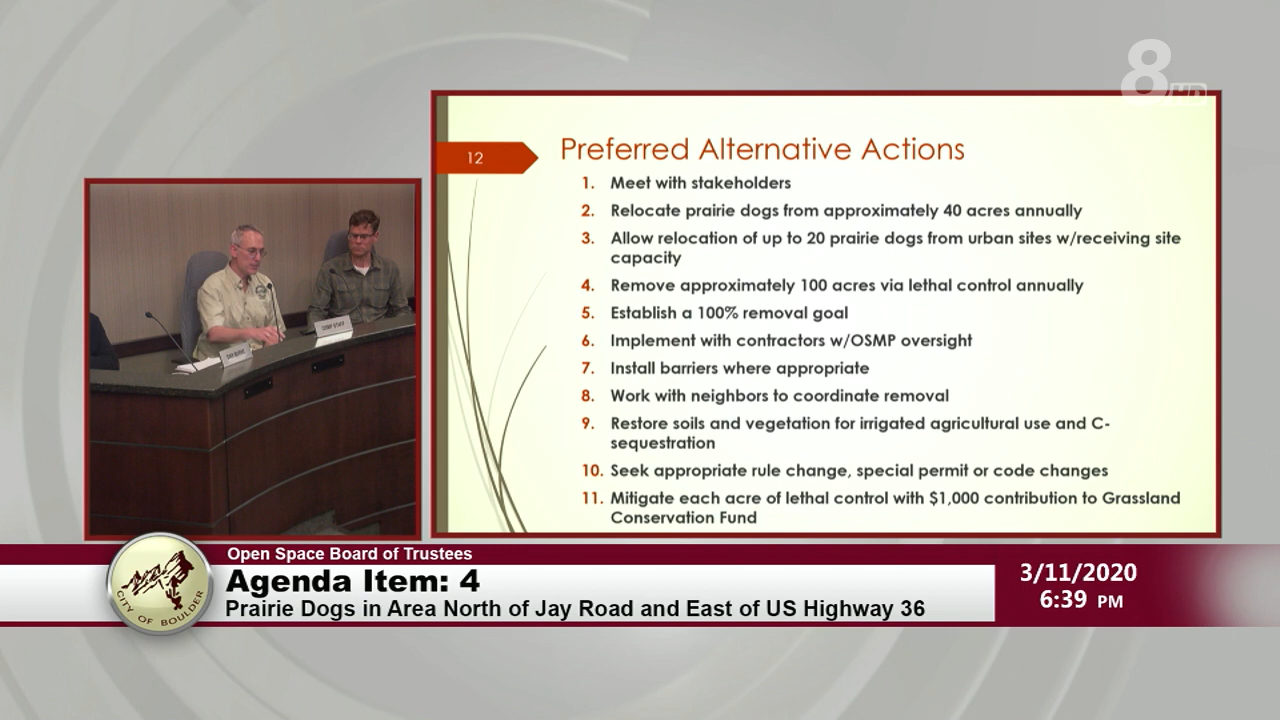 8
HD
12
Preferred Alternative Actions
1. Meet with stakeholders
2. Relocate prairie dogs from approximately 40 acres annually
3. Allow relocation of up to 20 prairie dogs from urban sites w/receiving site
capacity
4. Remove approximately 100 acres via lethal control annually
5. Establish a 100% removal goal
6. Implement with contractors w/OSMP oversight
7. Install barriers where appropriate
8. Work with neighbors to coordinate removal
9. Restore soils and vegetation for irrigated agricultural use and C-
sequestration
10. Seek appropriate rule change, special permit or code changes
11. Mitigate each acre of lethal control with $1,000 contribution to Grassland
Conservation Fund
OSMP STAFF
Open Space Board of Trustees
Agenda Item: 4
Prairie Dogs in Area North of Jay Road and East of US Highway 36
3/11/2020
6:39 PM
CITY OF BOULDER